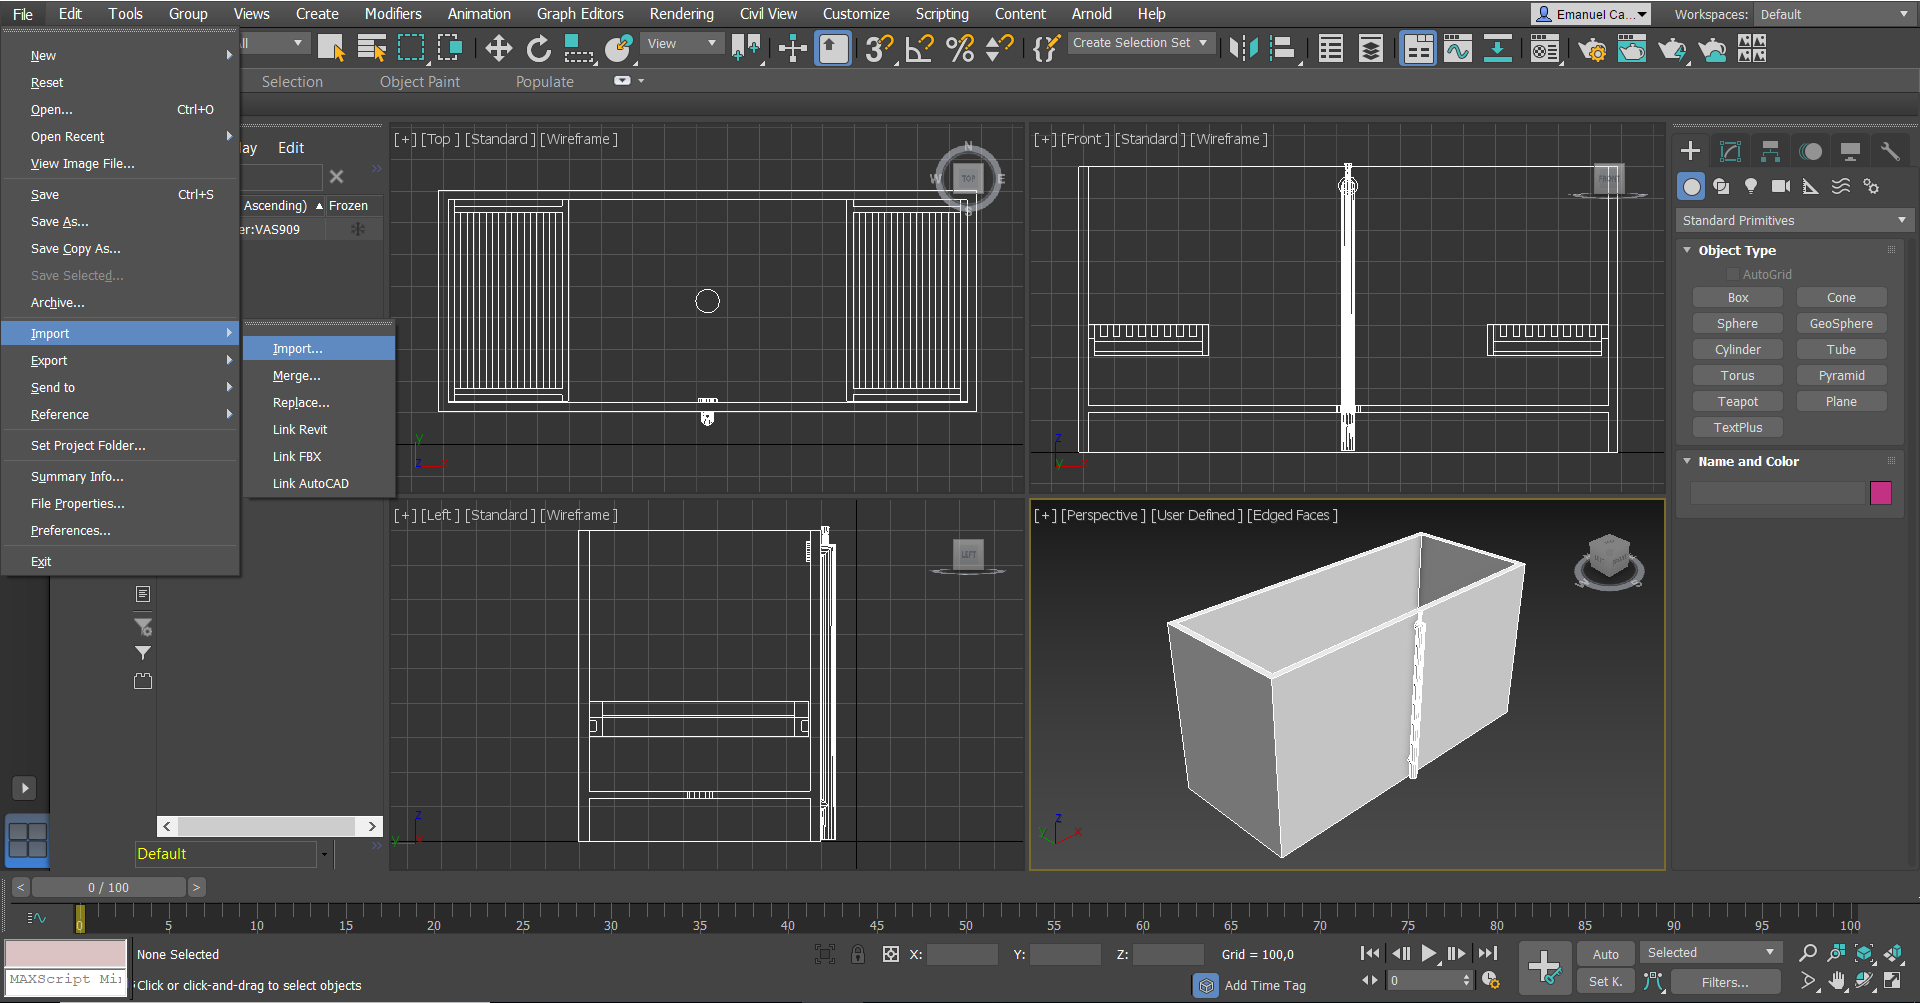 File Edit Tools Group Views Create Modifiers Animation Graph Editors Rendering Civil View Customize Scripting Content Arnold Help Emanuel Ca... Workspaces: Default
View Create Selection Set
Selection Object Paint Populate
New
Reset
Open... Ctrl+O
Open Recent
View Image File...
Save Ctrl+S
Save As...
Save Copy As...
Save Selected...
Archive...
Import
Export
Send to
Reference
Set Project Folder...
Summary Info...
File Properties...
Preferences...
Exit
Import...
Merge...
Replace...
Link Revit
Link FBX
Link AutoCAD
lay Edit
Ascending) Frozen
er:VAS909
[+] [Top ] [Standard ] [Wireframe ]
N
W TOP E
S
y
z
[+] [Front ] [Standard ] [Wireframe ]
FRONT
z
y
[+] [Left ] [Standard ] [Wireframe ]
LEFT
z
y x
[+] [Perspective ] [User Defined ] [Edged Faces ]
z
y x
Standard Primitives
Object Type
AutoGrid
Box Cone
Sphere GeoSphere
Cylinder Tube
Torus Pyramid
Teapot Plane
TextPlus
Name and Color
Default
< 0 / 100 >
0 5 10 15 20 25 30 35 40 45 50 55 60 65 70 75 80 85 90 95 100
None Selected X: Y: Z: Grid = 100,0 Auto Selected
MAXScript Mi
Click or click-and-drag to select objects Add Time Tag 0 Set K. Filters...